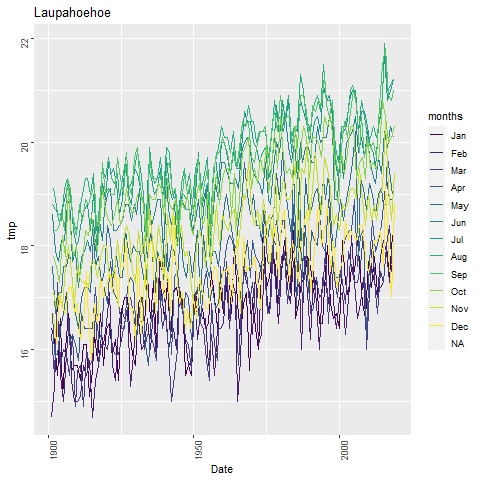 Laupahoehoe
22
20
18
16
tmp
1900
1950
2000
Date
months
Jan
Feb
Mar
Apr
May
Jun
Jul
Aug
Sep
Oct
Nov
Dec
NA